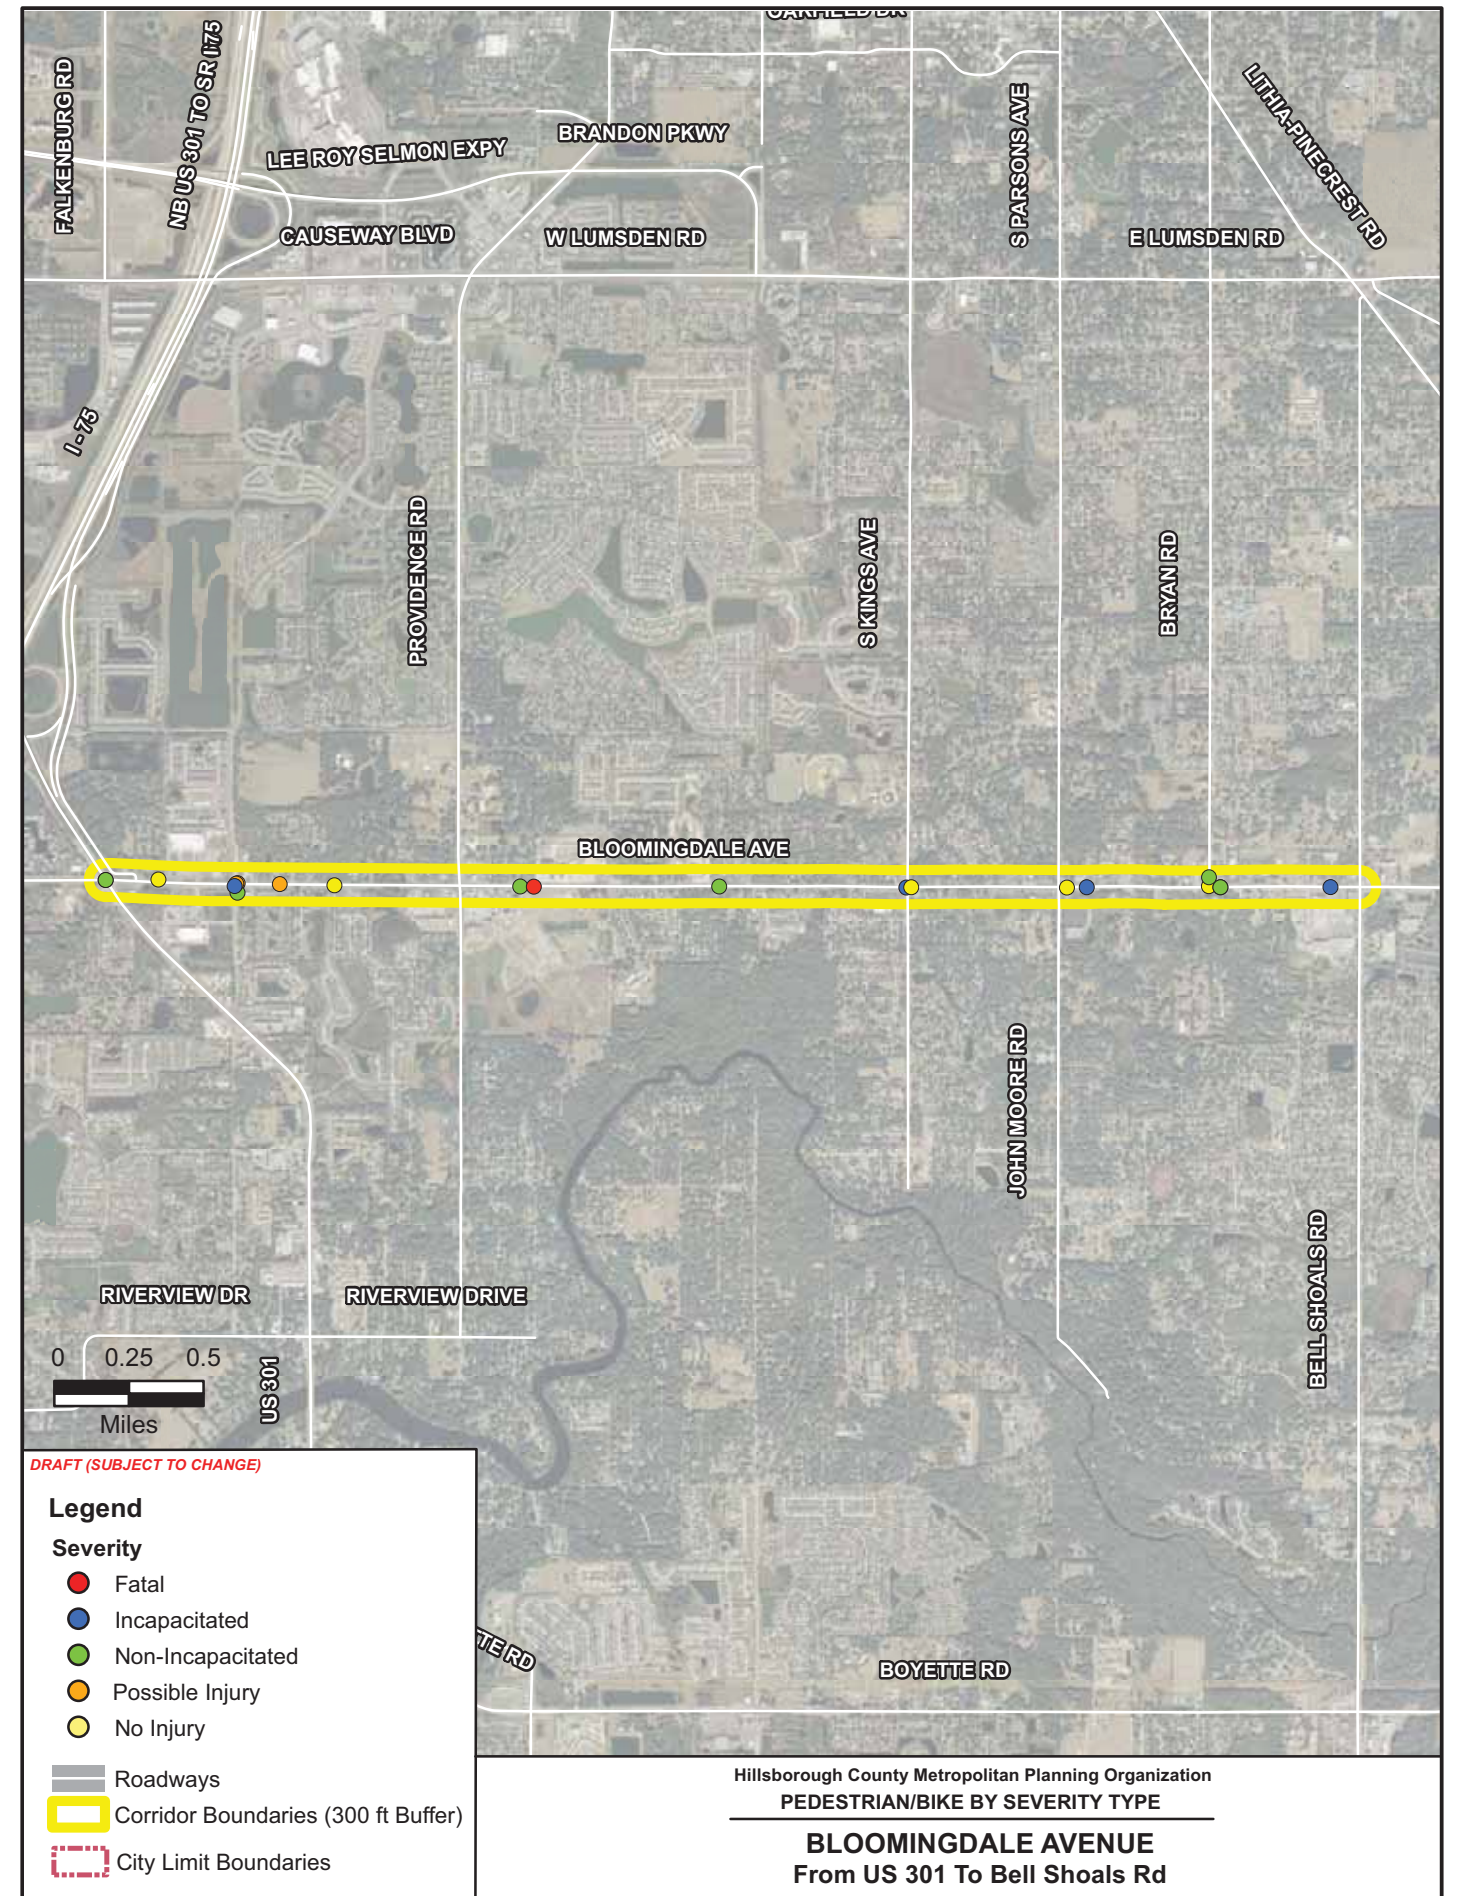 OAKFIELD DR
FALKENBURG RD
NB US 301 TO SR I-75
LEE ROY SELMON EXPY
BRANDON PKWY
S PARSONS AVE
LITHIA-PINECREST RD
CAUSEWAY BLVD
W LUMSDEN RD
E LUMSDEN RD
I - 75
PROVIDENCE RD
S KINGS AVE
BRYAN RD
BLOOMINGDALE AVE
JOHN MOORE RD
BELL SHOALS RD
RIVERVIEW DR
RIVERVIEW DRIVE
US 301
0 0.25 0.5
Miles
TTE RD
BOYETTE RD
DRAFT (SUBJECT TO CHANGE)
Legend
Severity
Fatal
Incapacitated
Non-Incapacitated
Possible Injury
No Injury
Roadways
Corridor Boundaries (300 ft Buffer)
City Limit Boundaries
Hillsborough County Metropolitan Planning Organization
PEDESTRIAN/BIKE BY SEVERITY TYPE
BLOOMINGDALE AVENUE
From US 301 To Bell Shoals Rd